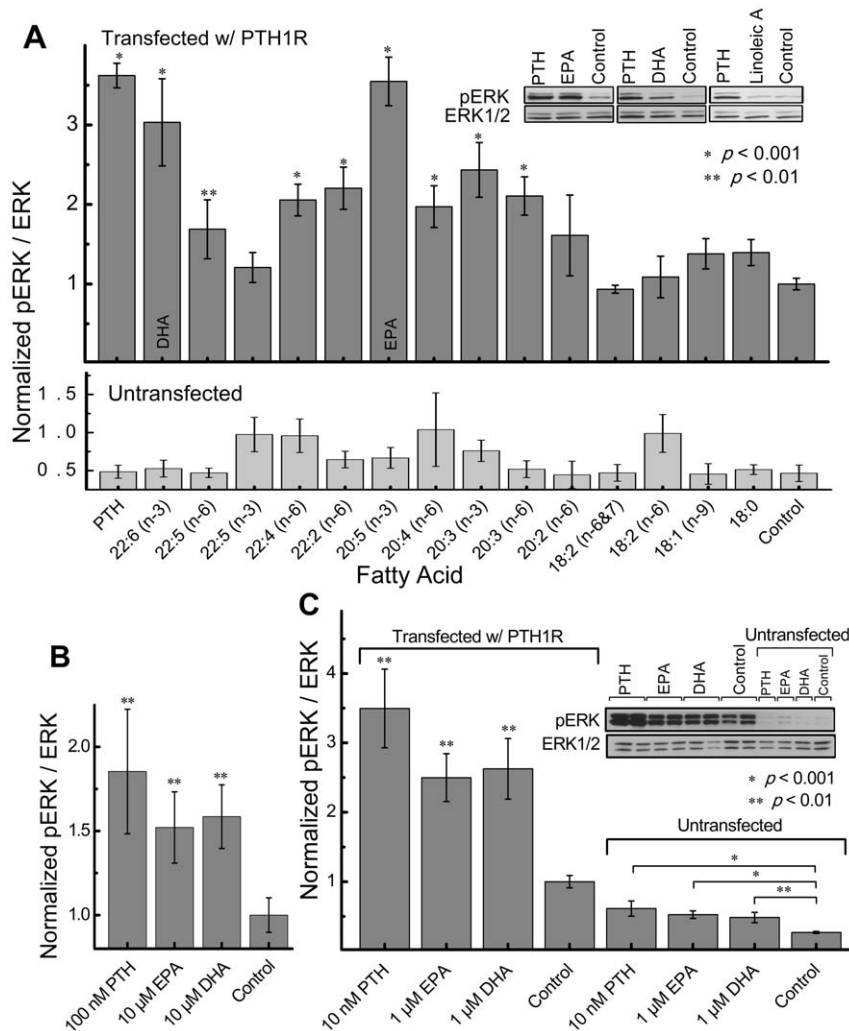 A
Transfected w/ PTH1R
PTH EPA Control PTH DHA Control PTH Linoleic A Control
pERK
ERK1/2
* p < 0.001
** p < 0.01
* * ** * * * * * *
3
2
1
DHA
EPA
Normalized pERK / ERK
Untransfected
1.5
1.0
0.5
PTH 22:6 (n-3) 22:5 (n-6) 22:5 (n-3) 22:4 (n-6) 22:2 (n-6) 20:5 (n-3) 20:4 (n-6) 20:3 (n-3) 20:3 (n-6) 20:2 (n-6) 18:2 (n-6&7) 18:2 (n-6) 18:1 (n-9) 18:0 Control
Fatty Acid
B
Normalized pERK / ERK
2.0
1.5
1.0
** ** **
100 nM PTH 10 µM EPA 10 µM DHA Control
C
Normalized pERK / ERK
4
3
2
1
Transfected w/ PTH1R
** ** **
Untransfected
PTH EPA DHA Control PTH EPA DHA Control
pERK
ERK1/2
* p < 0.001
** p < 0.01
Untransfected
*
*
**
10 nM PTH 1 µM EPA 1 µM DHA Control 10 nM PTH 1 µM EPA 1 µM DHA Control